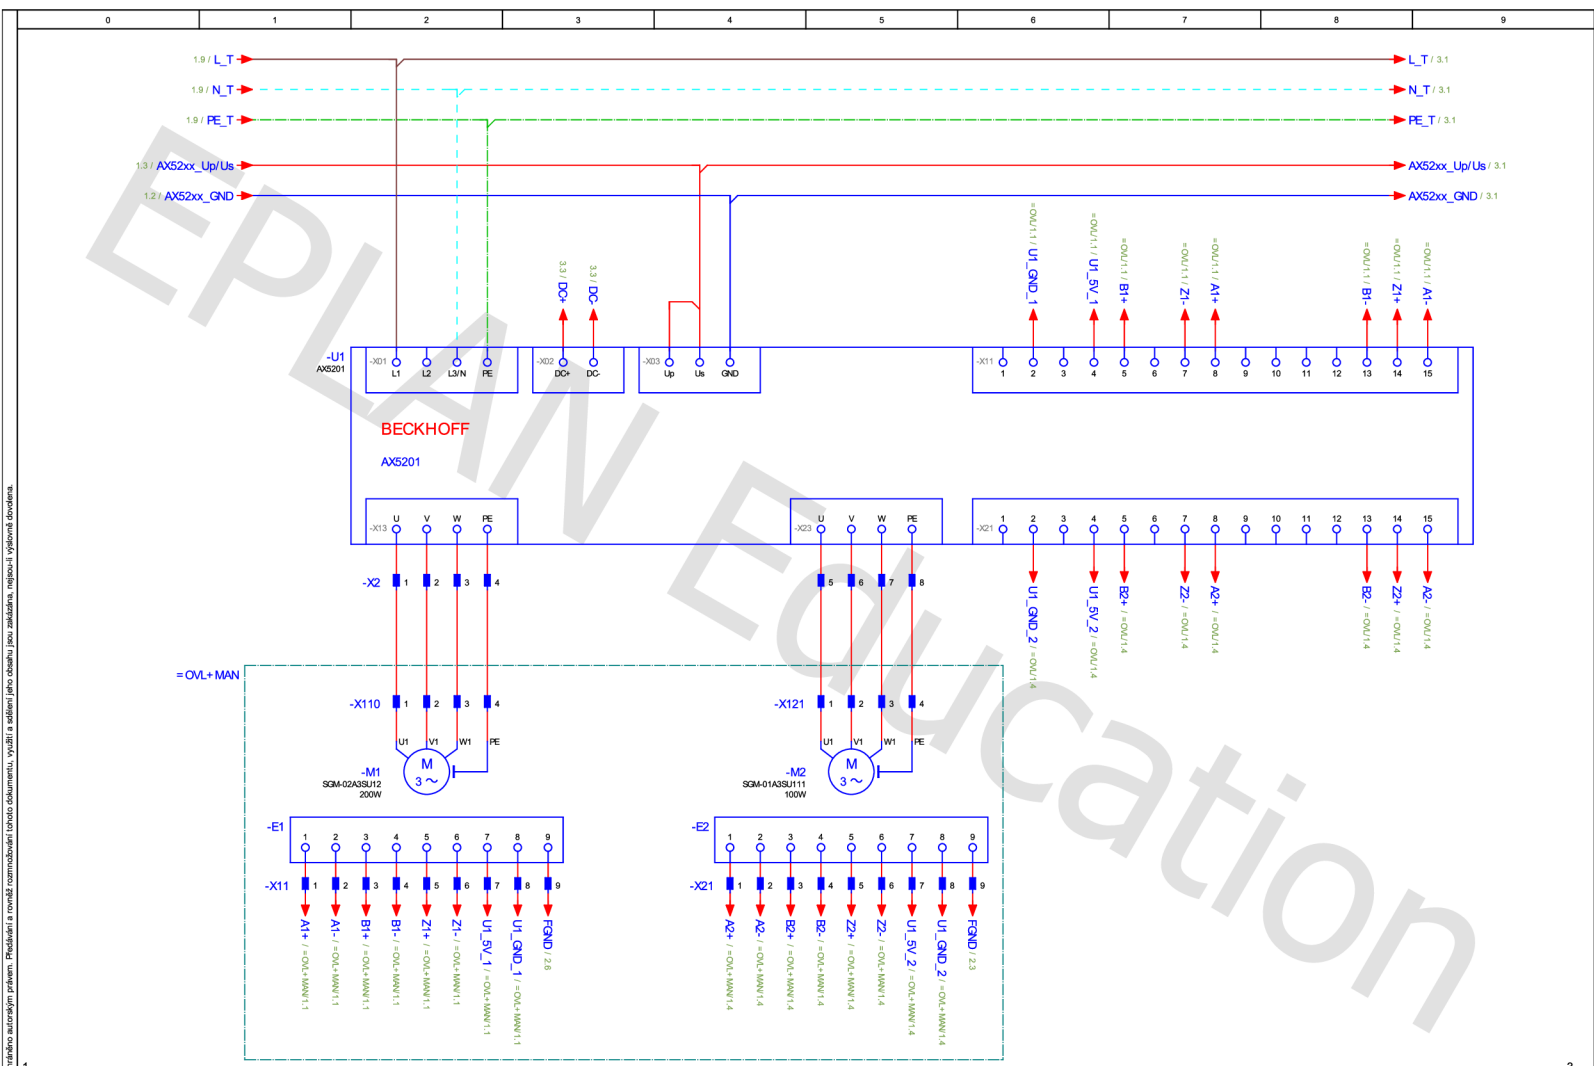 0 1 2 3 4 5 6 7 8 9
1.9 / L_T L_T / 3.1
1.9 / N_T N_T / 3.1
1.9 / PE_T PE_T / 3.1
1.3 / AX52xx_Up/Us AX52xx_Up/Us / 3.1
1.2 / AX52xx_GND AX52xx_GND / 3.1
3.3 / DC+
3.3 / DC-
=OVL/1.1 / U1_GND_1
=OVL/1.1 / U1_5V_1
=OVL/1.1 / B1+
=OVL/1.1 / Z1-
=OVL/1.1 / A1+
=OVL/1.1 / B1-
=OVL/1.1 / Z1+
=OVL/1.1 / A1-
-U1
AX5201
-X01 L1 L2 L3/N PE
-X02 DC+ DC-
-X03 Up Us GND
-X11 1 2 3 4 5 6 7 8 9 10 11 12 13 14 15
BECKHOFF
AX5201
-X13 U V W PE
-X23 U V W PE
-X21 1 2 3 4 5 6 7 8 9 10 11 12 13 14 15
-X2 1 2 3 4 5 6 7 8
U1_GND_2 / =OVL/1.4
U1_5V_2 / =OVL/1.4
B2+ / =OVL/1.4
Z2- / =OVL/1.4
A2+ / =OVL/1.4
B2- / =OVL/1.4
Z2+ / =OVL/1.4
A2- / =OVL/1.4
=OVL+MAN
-X110 1 2 3 4
-X121 1 2 3 4
U1 V1 W1 PE
U1 V1 W1 PE
-M1
SGM-02A3SU12
200W
M
3 ~
-M2
SGM-01A3SU111
100W
M
3 ~
-E1 1 2 3 4 5 6 7 8 9
-E2 1 2 3 4 5 6 7 8 9
-X11 1 2 3 4 5 6 7 8 9
-X21 1 2 3 4 5 6 7 8 9
A1+ / =OVL+MAN/1.1
A1- / =OVL+MAN/1.1
B1+ / =OVL+MAN/1.1
B1- / =OVL+MAN/1.1
Z1+ / =OVL+MAN/1.1
Z1- / =OVL+MAN/1.1
U1_5V_1 / =OVL+MAN/1.1
U1_GND_1 / =OVL+MAN/1.1
FGND / 2.6
A2+ / =OVL+MAN/1.4
A2- / =OVL+MAN/1.4
B2+ / =OVL+MAN/1.4
B2- / =OVL+MAN/1.4
Z2+ / =OVL+MAN/1.4
Z2- / =OVL+MAN/1.4
U1_5V_2 / =OVL+MAN/1.4
U1_GND_2 / =OVL+MAN/1.4
FGND / 2.3
EPLAN Education
autorským právem. Předávání a rovněž rozmnožování tohoto dokumentu, využití a sdělení jeho obsahu jsou zakázána, nejsou-li výslovně dovolena.